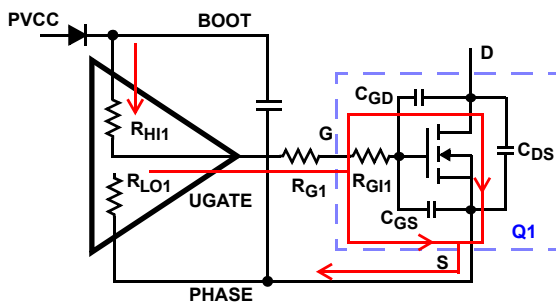 PVCC
BOOT
D
C_GD
R_HI1
G
C_DS
R_LO1
R_G1
R_GI1
UGATE
C_GS
Q1
S
PHASE